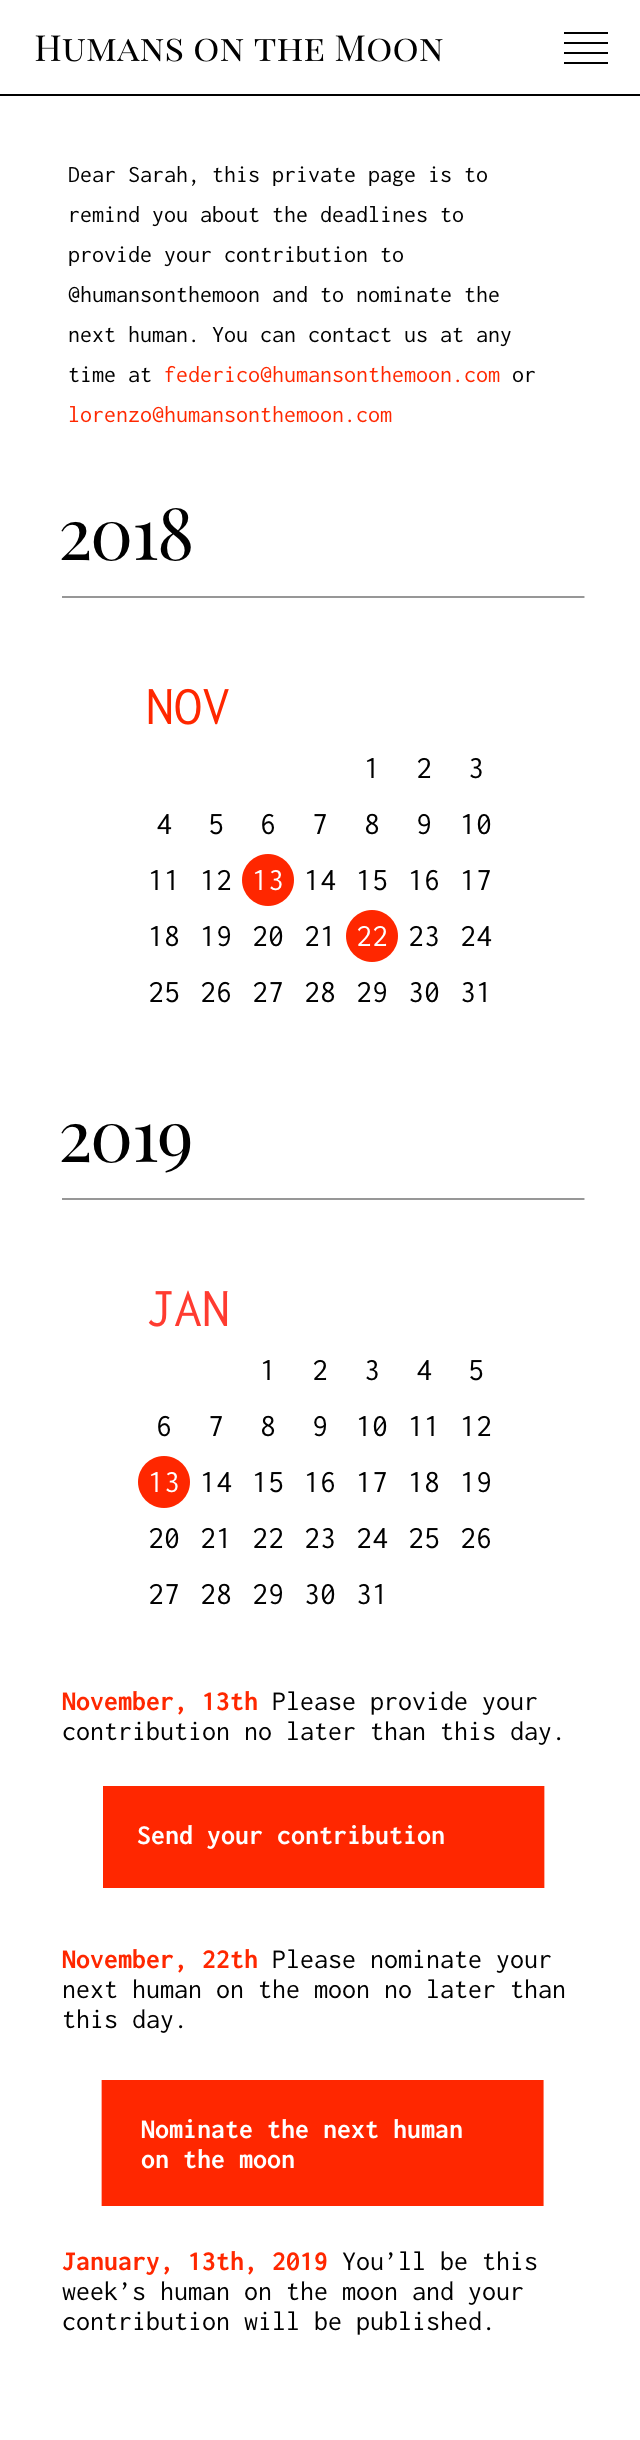 Humans on the Moon
Dear Sarah, this private page is to
remind you about the deadlines to
provide your contribution to
@humansonthemoon and to nominate the
next human. You can contact us at any
time at federico@humansonthemoon.com or
lorenzo@humansonthemoon.com
2018
NOV
1 2 3
4 5 6 7 8 9 10
11 12 13 14 15 16 17
18 19 20 21 22 23 24
25 26 27 28 29 30 31
2019
JAN
1 2 3 4 5
6 7 8 9 10 11 12
13 14 15 16 17 18 19
20 21 22 23 24 25 26
27 28 29 30 31
November, 13th Please provide your
contribution no later than this day.
Send your contribution
November, 22th Please nominate your
next human on the moon no later than
this day.
Nominate the next human
on the moon
January, 13th, 2019 You’ll be this
week’s human on the moon and your
contribution will be published.